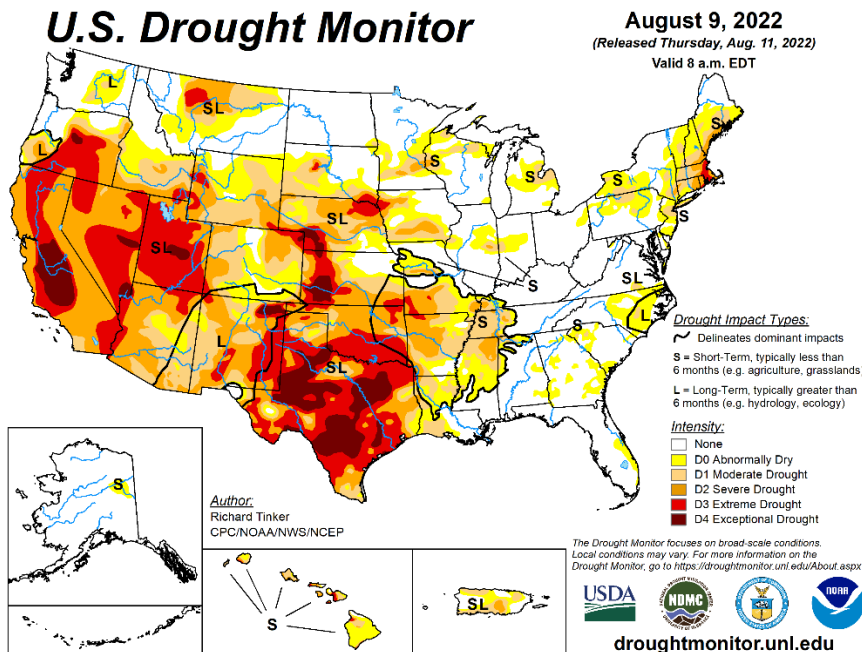 U.S. Drought Monitor
August 9, 2022
(Released Thursday, Aug. 11, 2022)
Valid 8 a.m. EDT
L
SL
S
L
S
S
S
S
SL
SL
S
SL
L
S
S
L
SL
S
Drought Impact Types:
Delineates dominant impacts
S = Short-Term, typically less than
6 months (e.g. agriculture, grasslands)
L = Long-Term, typically greater than
6 months (e.g. hydrology, ecology)
Intensity:
None
D0 Abnormally Dry
D1 Moderate Drought
D2 Severe Drought
D3 Extreme Drought
D4 Exceptional Drought
S
Author:
Richard Tinker
CPC/NOAA/NWS/NCEP
S
SL
The Drought Monitor focuses on broad-scale conditions.
Local conditions may vary. For more information on the
Drought Monitor, go to https://droughtmonitor.unl.edu/About.aspx
USDA
NDMC
NOAA
droughtmonitor.unl.edu